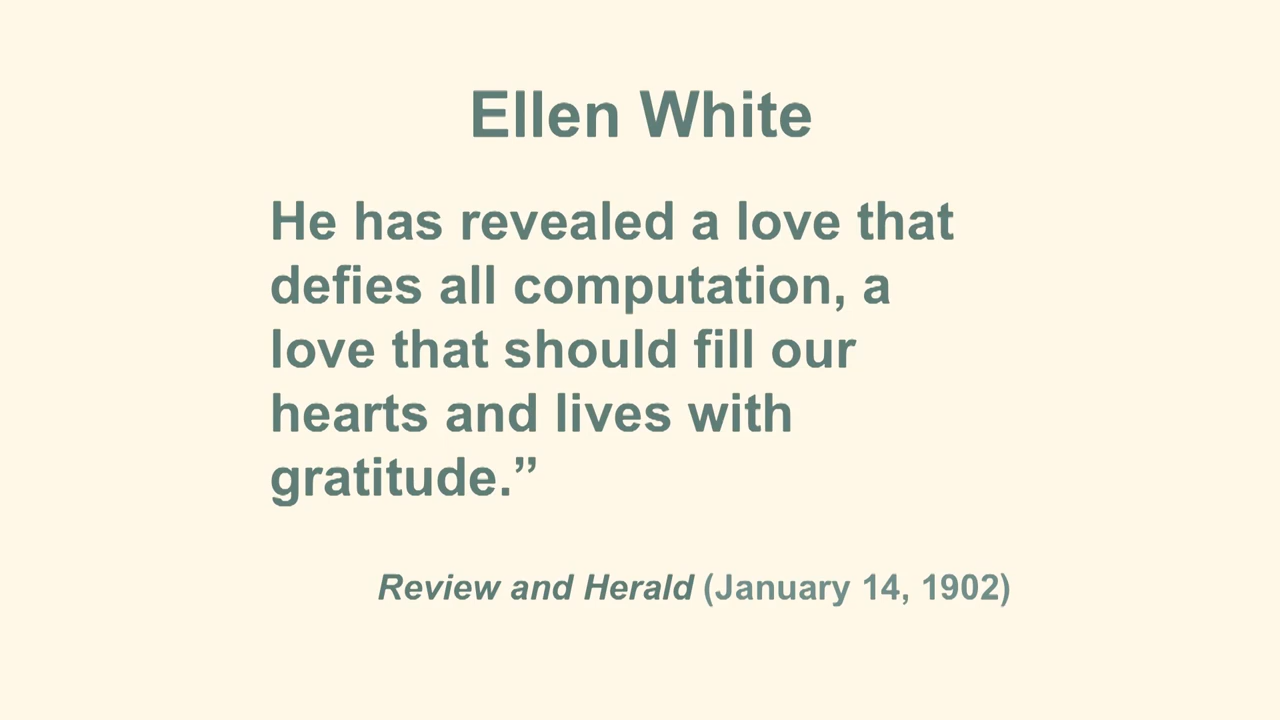 Ellen White
He has revealed a love that
defies all computation, a
love that should fill our
hearts and lives with
gratitude.”
Review and Herald (January 14, 1902)